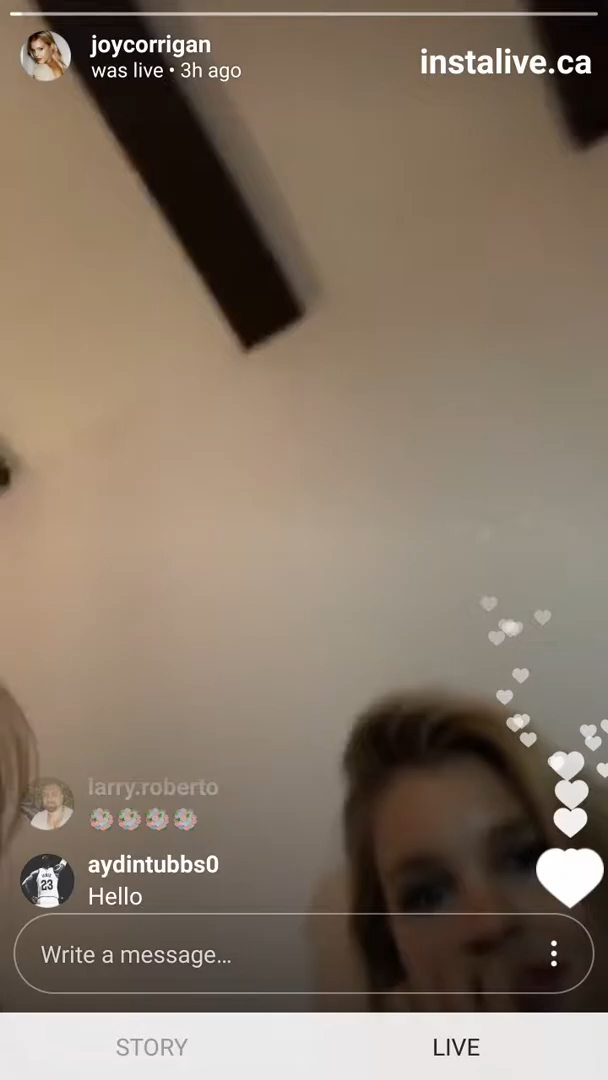 joycorrigan
was live • 3h ago
instalive.ca
larry.roberto
aydintubbs0
Hello
Write a message...
STORY
LIVE